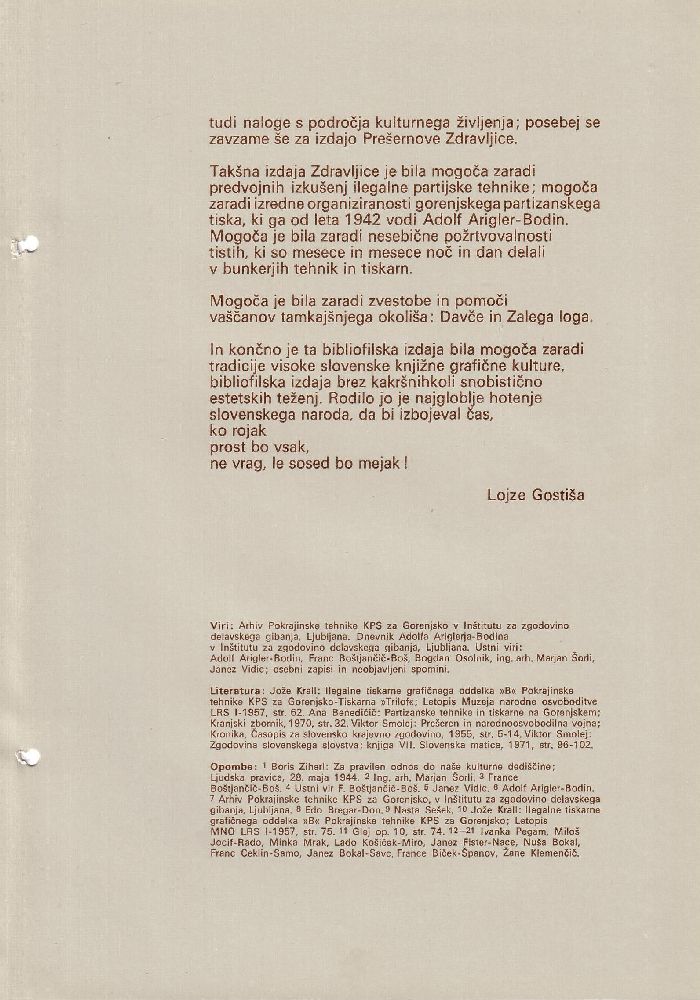 tudi naloge s področja kulturnega življenja; posebej se
zavzame še za izdajo Prešernove Zdravljice.
Takšna izdaja Zdravljice je bila mogoča zaradi
predvojnih izkušenj ilegalne partijske tehnike; mogoča
zaradi izredne organiziranosti gorenjskega partizanskega
tiska, ki ga od leta 1942 vodi Adolf Arigler-Bodin.
Mogoča je bila zaradi nesebične požrtvovalnosti
tistih, ki so mesece in mesece noč in dan delali
v bunkerjih tehnik in tiskarn.
Mogoča je bila zaradi zvestobe in pomoči
vaščanov tamkajšnjega okoliša: Davče in Zalega loga.
In končno je ta bibliofilska izdaja bila mogoča zaradi
tradicije visoke slovenske knjižne grafične kulture,
bibliofilska izdaja brez kakršnihkoli snobistično
estetskih teženj. Rodilo jo je najgloblje hotenje
slovenskega naroda, da bi izbojeval čas,
ko rojak
prost bo vsak,
ne vrag, le sosed bo mejak!
Lojze Gostiša
Viri: Arhiv Pokrajinske tehnike KPS za Gorenjsko v Inštitutu za zgodovino
delavskega gibanja, Ljubljana. Dnevnik Adolfa Ariglerja-Bodina
v Inštitutu za zgodovino delavskega gibanja, Ljubljana. Ustni viri:
Adolf Arigler-Bodin, Franc Boštjančič-Boš, Bogdan Osolnik, ing. arh. Marjan Šorli,
Janez Vidic; osebni zapisi in neobjavljeni spomini.
Literatura: Jože Krall: Ilegalne tiskarne grafičnega oddelka »B« Pokrajinske
tehnike KPS za Gorenjsko-Tiskarna »Trilof«; Letopis Muzeja narodne osvoboditve
LRS I-1957, str. 62. Ana Benedičič: Partizanske tehnike in tiskarne na Gorenjskem;
Kranjski zbornik, 1970, str. 32. Viktor Smolej: Prešeren in narodnoosvobodilna vojna;
Kronika, Časopis za slovensko krajevno zgodovino, 1955, str. 5-14. Viktor Smolej:
Zgodovina slovenskega slovstva; knjiga VII. Slovenska matica, 1971, str. 96-102.
Opombe: 1 Boris Ziherl: Za pravilen odnos do naše kulturne dediščine;
Ljudska pravica, 28. maja 1944. 2 Ing. arh. Marjan Šorli. 3 France
Boštjančič-Boš. 4 Ustni vir F. Boštjančič-Boš. 5 Janez Vidic. 6 Adolf Arigler-Bodin.
7 Arhiv Pokrajinske tehnike KPS za Gorenjsko, v Inštitutu za zgodovino delavskega
gibanja, Ljubljana. 8 Edo Bregar-Don. 9 Nasta Sešek. 10 Jože Krall: Ilegalne tiskarne
grafičnega oddelka »B« Pokrajinske tehnike KPS za Gorenjsko; Letopis
MNO LRS I-1957, str. 75. 11 Glej op. 10, str. 74. 12-21 Ivanka Pegam, Miloš
Jocif-Rado, Minka Mrak, Lado Košiček-Miro, Janez Fister-Nace, Nuša Bokal,
Franc Ceklin-Samo, Janez Bokal-Savc, France Biček-Španov, Žane Klemenčič.